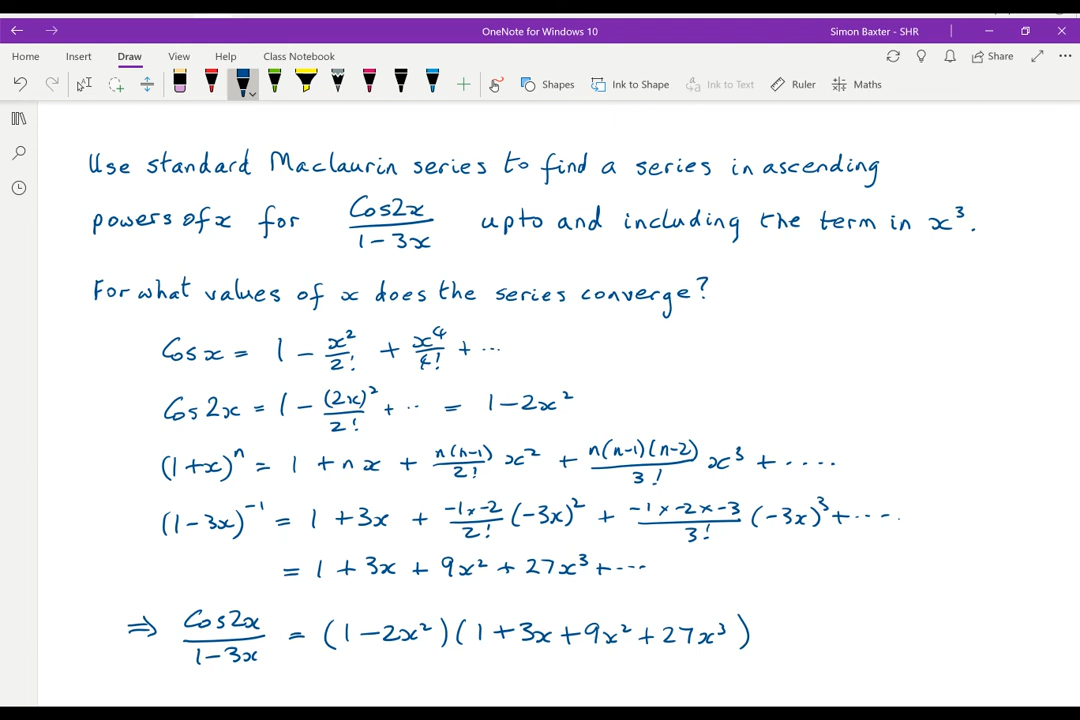 OneNote for Windows 10
Simon Baxter - SHR
Home Insert Draw View Help Class Notebook
Share
Shapes Ink to Shape Ink to Text Ruler Maths
Use standard Maclaurin series to find a series in ascending
powers of x for Cos2x/(1-3x) upto and including the term in x³.
For what values of x does the series converge?
Cos x = 1 - x²/2! + x⁴/4! + ...
Cos2x = 1 - (2x)²/2! + .. = 1-2x²
(1+x)ⁿ = 1 + nx + n(n-1)/2! x² + n(n-1)(n-2)/3! x³ + ....
(1-3x)⁻¹ = 1 + 3x + -1x-2/2! (-3x)² + -1x-2x-3/3! (-3x)³ + ....
= 1 + 3x + 9x² + 27x³ + ...
⇒ Cos2x/(1-3x) = (1-2x²)(1+3x+9x²+27x³)